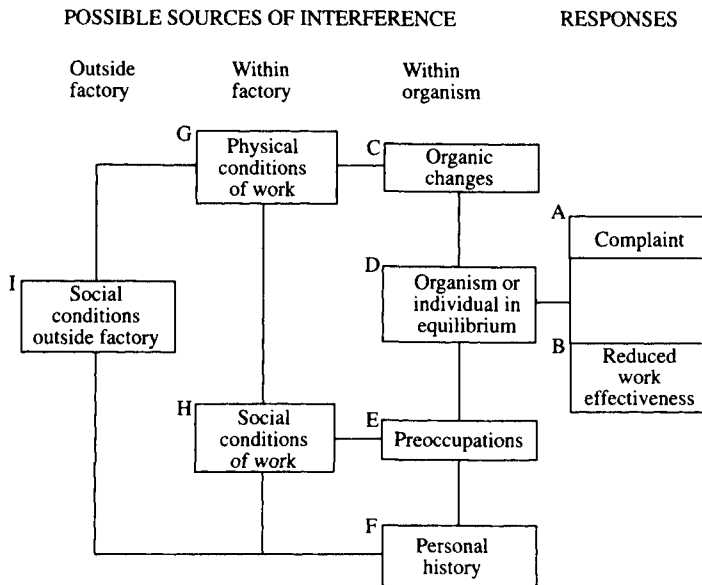 POSSIBLE SOURCES OF INTERFERENCE
RESPONSES
Outside
factory
Within
factory
Within
organism
G
Physical
conditions
of work
C
Organic
changes
A
Complaint
D
Organism or
individual in
equilibrium
I
Social
conditions
outside factory
B
Reduced
work
effectiveness
H
Social
conditions
of work
E
Preoccupations
F
Personal
history